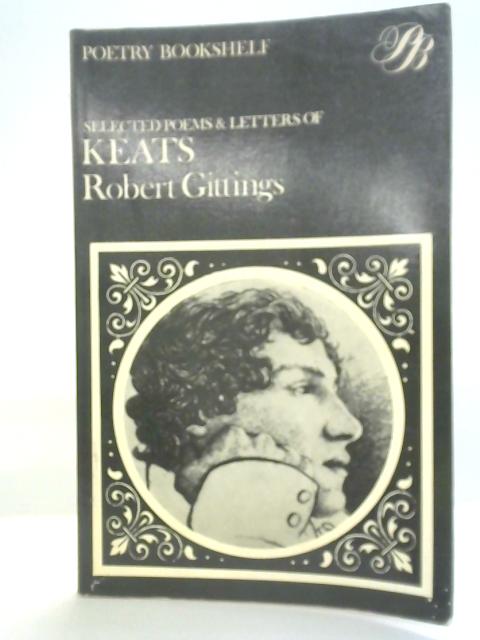 POETRY BOOKSHELF
PB
SELECTED POEMS & LETTERS OF
KEATS
Robert Gittings